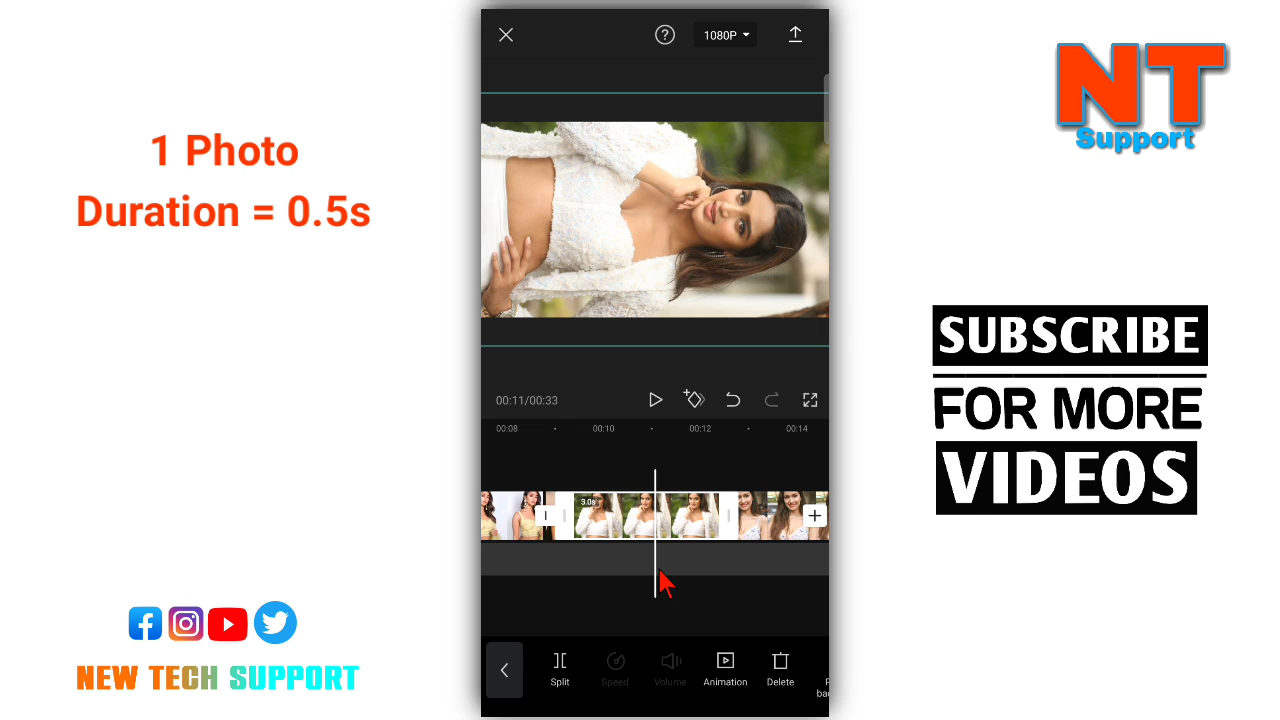 1 Photo
Duration = 0.5s
1080P
00:11/00:33
00:08
00:10
00:12
00:14
3.0s
Split
Speed
Volume
Animation
Delete
NT
Support
SUBSCRIBE
FOR MORE
VIDEOS
NEW TECH SUPPORT